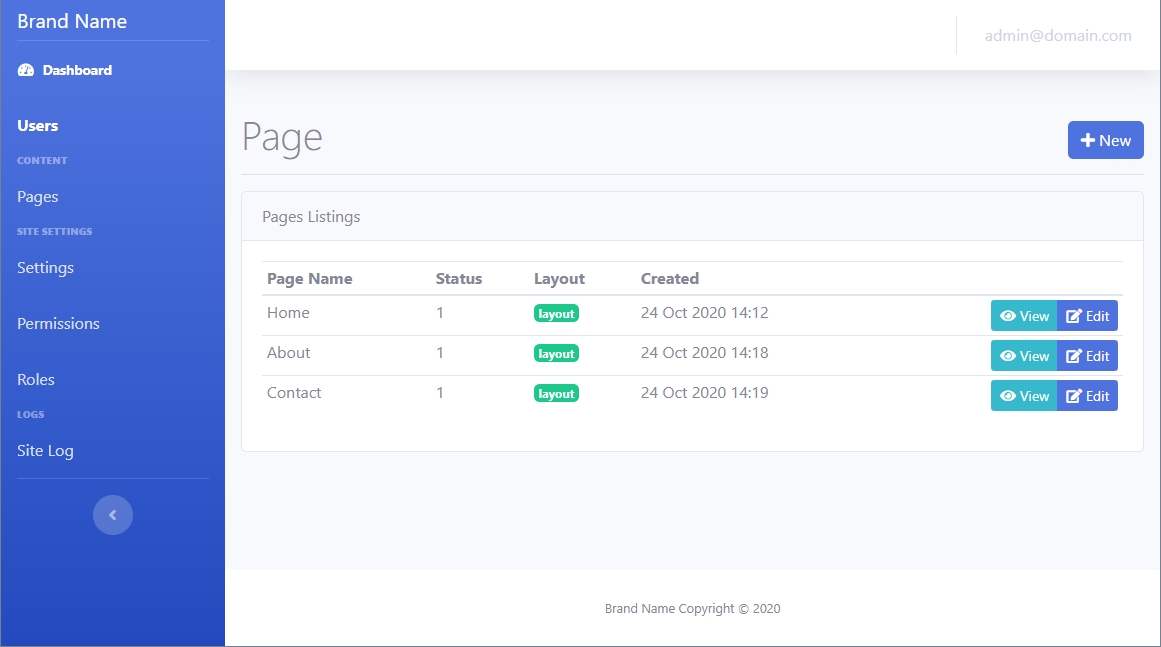 Brand Name
admin@domain.com
Dashboard
Users
CONTENT
Pages
SITE SETTINGS
Settings
Permissions
Roles
LOGS
Site Log
Page
New
Pages Listings
Page Name Status Layout Created
Home 1 layout 24 Oct 2020 14:12 View Edit
About 1 layout 24 Oct 2020 14:18 View Edit
Contact 1 layout 24 Oct 2020 14:19 View Edit
Brand Name Copyright © 2020